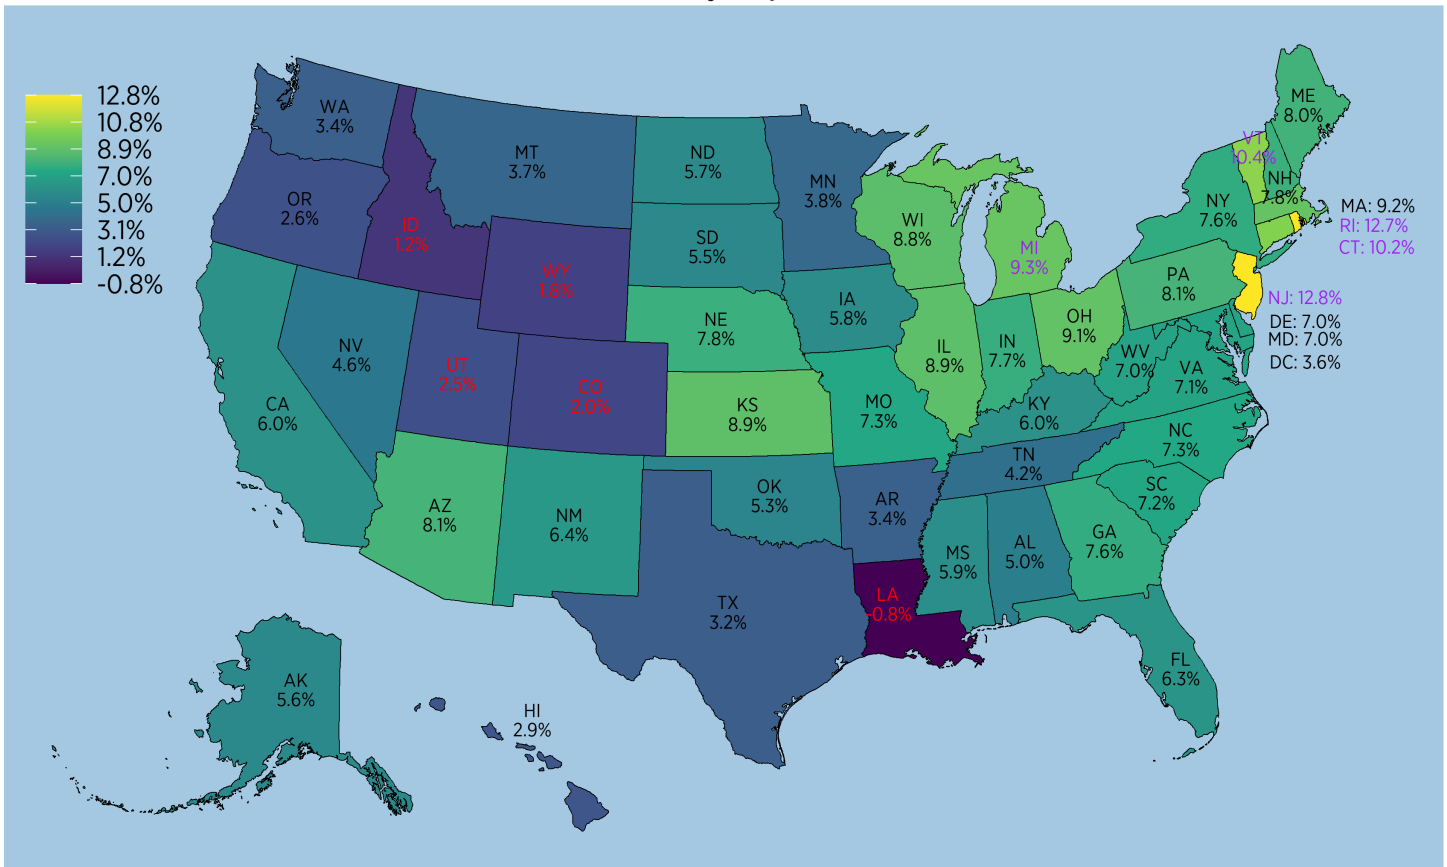 12.8%
10.8%
8.9%
7.0%
5.0%
3.1%
1.2%
-0.8%
WA
3.4%
OR
2.6%
ID
1.2%
MT
3.7%
WY
1.8%
ND
5.7%
SD
5.5%
MN
3.8%
WI
8.8%
MI
9.3%
ME
8.0%
VT
10.4%
NH
7.8%
NY
7.6%
MA: 9.2%
RI: 12.7%
CT: 10.2%
NJ: 12.8%
DE: 7.0%
MD: 7.0%
DC: 3.6%
PA
8.1%
OH
9.1%
IN
7.7%
IL
8.9%
IA
5.8%
NE
7.8%
NV
4.6%
UT
2.5%
CO
2.0%
CA
6.0%
KS
8.9%
MO
7.3%
KY
6.0%
WV
7.0%
VA
7.1%
NC
7.3%
TN
4.2%
SC
7.2%
AZ
8.1%
NM
6.4%
OK
5.3%
AR
3.4%
MS
5.9%
AL
5.0%
GA
7.6%
TX
3.2%
LA
-0.8%
FL
6.3%
AK
5.6%
HI
2.9%